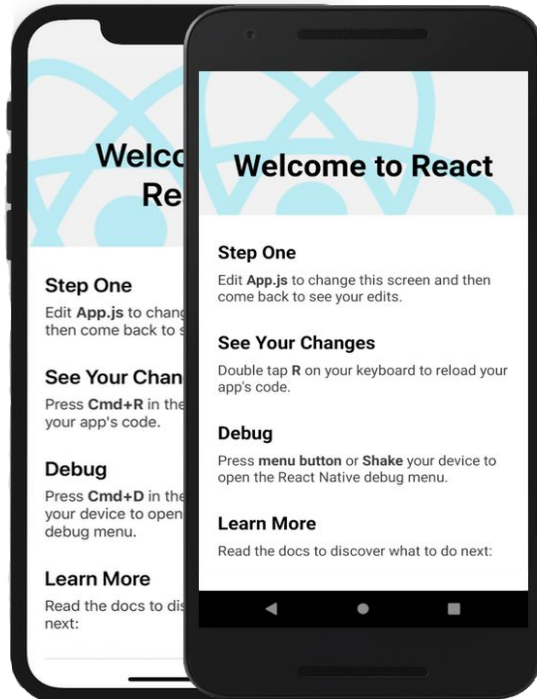 Welco
Re
Step One
Edit App.js to chang
then come back to s
See Your Chan
Press Cmd+R in the
your app's code.
Debug
Press Cmd+D in the
your device to open
debug menu.
Learn More
Read the docs to dis
next:
Welcome to React
Step One
Edit App.js to change this screen and then
come back to see your edits.
See Your Changes
Double tap R on your keyboard to reload your
app's code.
Debug
Press menu button or Shake your device to
open the React Native debug menu.
Learn More
Read the docs to discover what to do next: